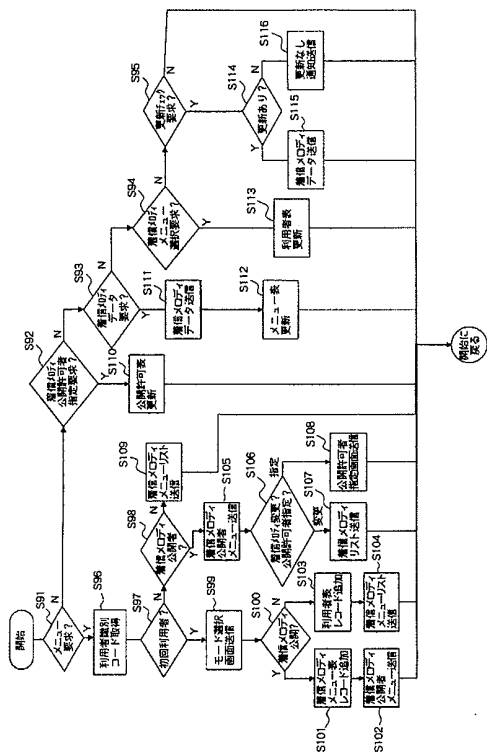 開始
S91
メニュー
要求?
Y
N
S96
利用者識別
コード取得
S97
初回利用者?
Y
N
S99
モード選択
画面送信
S100
着信メロディ
公開?
Y
N
S101
着信メロディ
メニュー表
レコード追加
S102
着信メロディ
公開者
メニュー送信
S103
利用者表
レコード追加
S104
着信メロディ
メニューリスト
送信
S98
着信メロディ
公開者?
Y
N
S109
着信メロディ
メニューリスト
送信
S105
着信メロディ
公開者
メニュー送信
S106
着信メロディ変更?
公開許可者指定?
変更
指定
S107
着信メロディ
リスト送信
S108
公開許可者
指定画面送信
S92
着信メロディ
公開許可者
指定要求?
Y
N
S110
公開許可表
更新
S93
着信メロディ
データ
要求?
Y
N
S111
着信メロディ
データ送信
S112
メニュー表
更新
S94
着信メロディ
メニュー
選択要求?
Y
N
S113
利用者表
更新
S95
更新チェック
要求?
Y
N
S114
更新あり?
Y
N
S115
着信メロディ
データ送信
S116
更新なし
通知送信
開始に
戻る